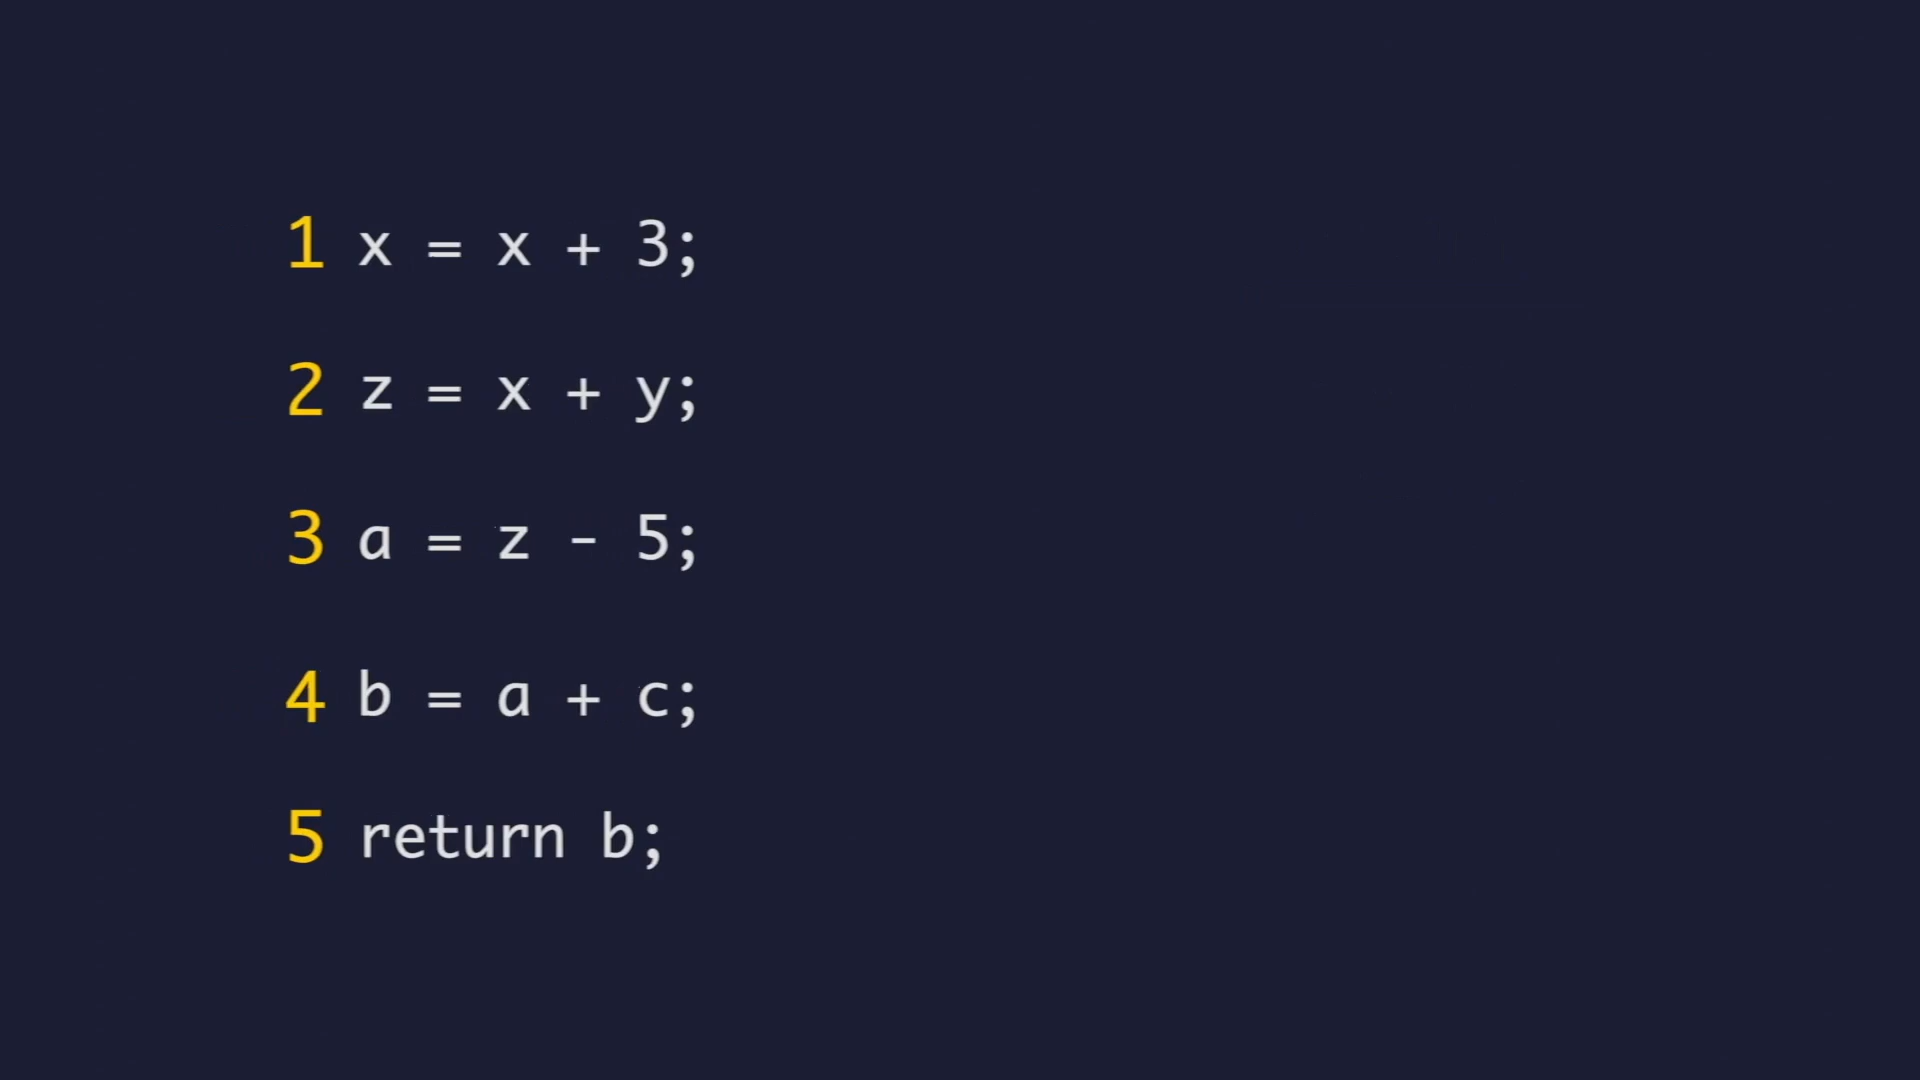 1 x = x + 3;
2 z = x + y;
3 a = z - 5;
4 b = a + c;
5 return b;